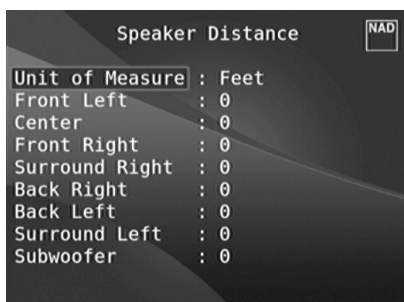 Speaker Distance
NAD
Unit of Measure : Feet
Front Left : 0
Center : 0
Front Right : 0
Surround Right : 0
Back Right : 0
Back Left : 0
Surround Left : 0
Subwoofer : 0